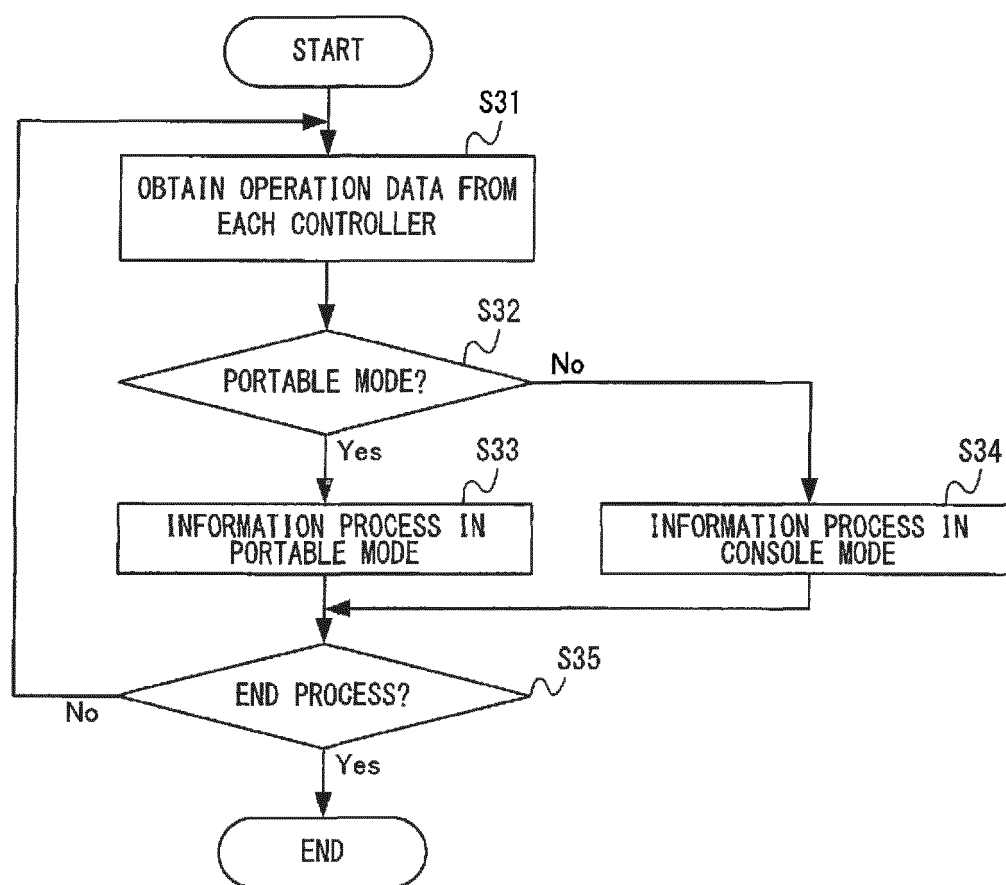 START
S31
OBTAIN OPERATION DATA FROM
EACH CONTROLLER
S32
PORTABLE MODE?
No
Yes
S33
INFORMATION PROCESS IN
PORTABLE MODE
S34
INFORMATION PROCESS IN
CONSOLE MODE
S35
END PROCESS?
No
Yes
END